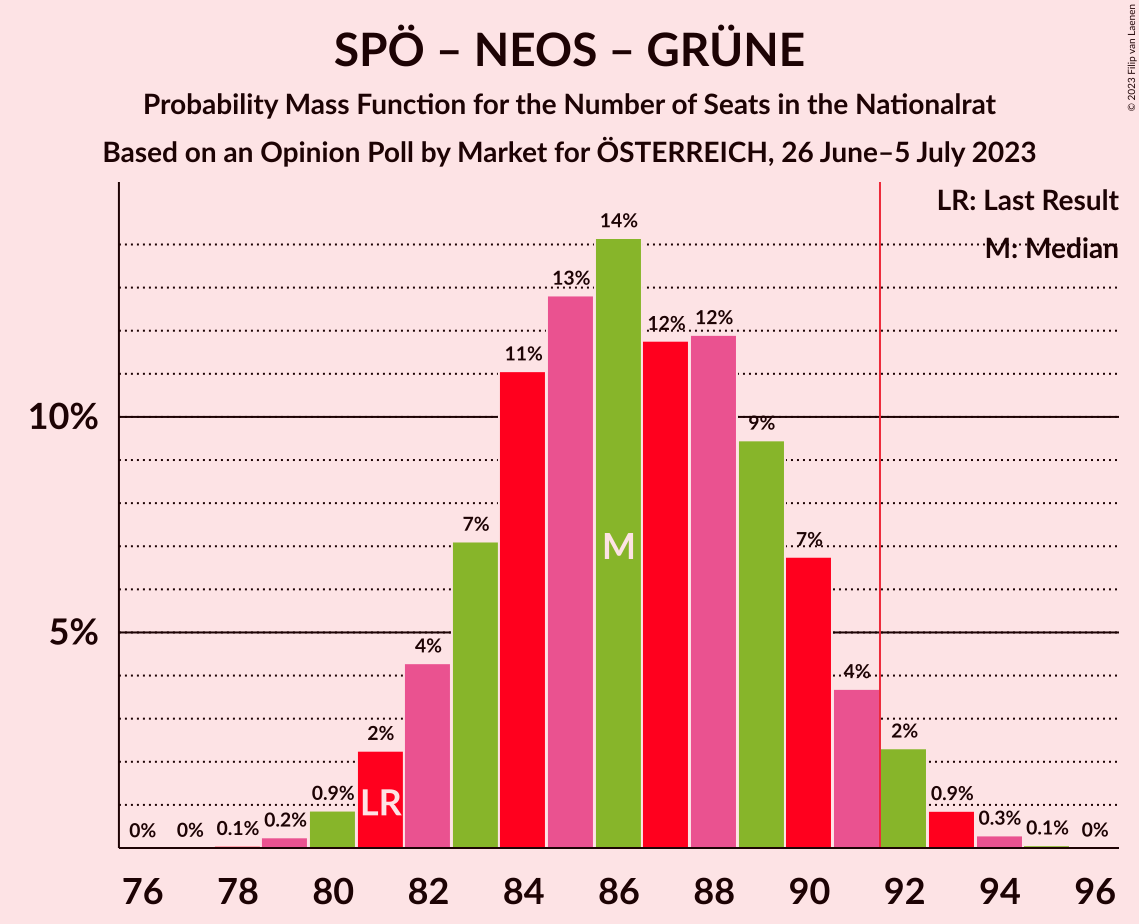 SPÖ – NEOS – GRÜNE
Probability Mass Function for the Number of Seats in the Nationalrat
Based on an Opinion Poll by Market for ÖSTERREICH, 26 June–5 July 2023
© 2023 Filip van Laenen
LR: Last Result
M: Median
14%
13%
12%
12%
11%
10%
9%
7%
7%
M
5%
4%
4%
2%
2%
LR
0.9%
0.9%
0.2%
0.3%
0% 0% 0.1%
0.1% 0%
76 78 80 82 84 86 88 90 92 94 96